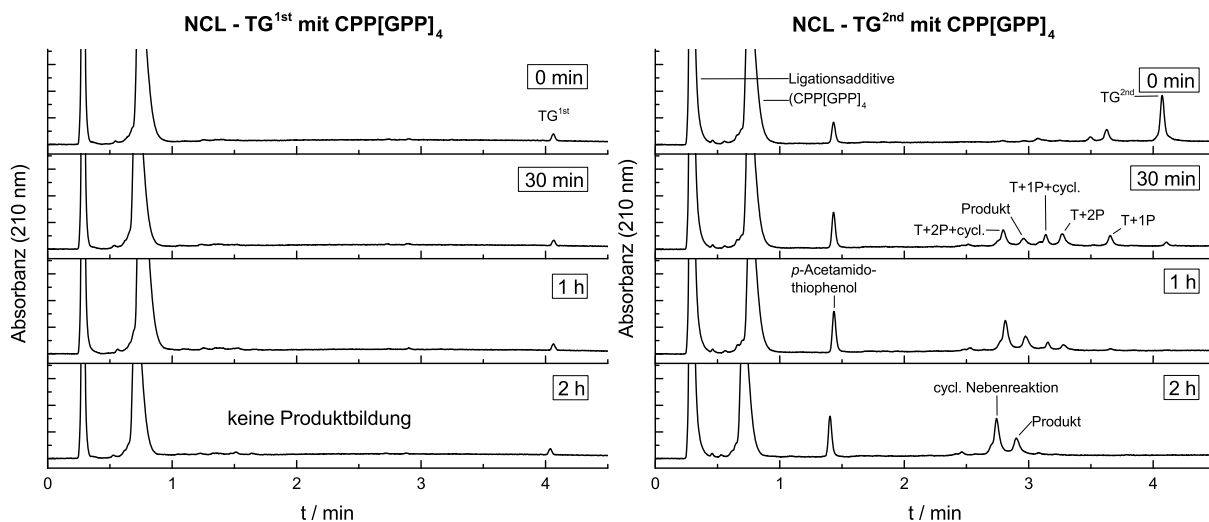 NCL - TG1st mit CPP[GPP]4
0 min
TG1st
30 min
1 h
2 h
keine Produktbildung
0 1 2 3 4
t / min
Absorbanz (210 nm)
NCL - TG2nd mit CPP[GPP]4
Ligationsadditive
(CPP[GPP]4
0 min
TG2nd
30 min
T+1P+cycl.
Produkt
T+2P
T+2P+cycl.
T+1P
1 h
p-Acetamido-
thiophenol
2 h
cycl. Nebenreaktion
Produkt
0 1 2 3 4
t / min
Absorbanz (210 nm)